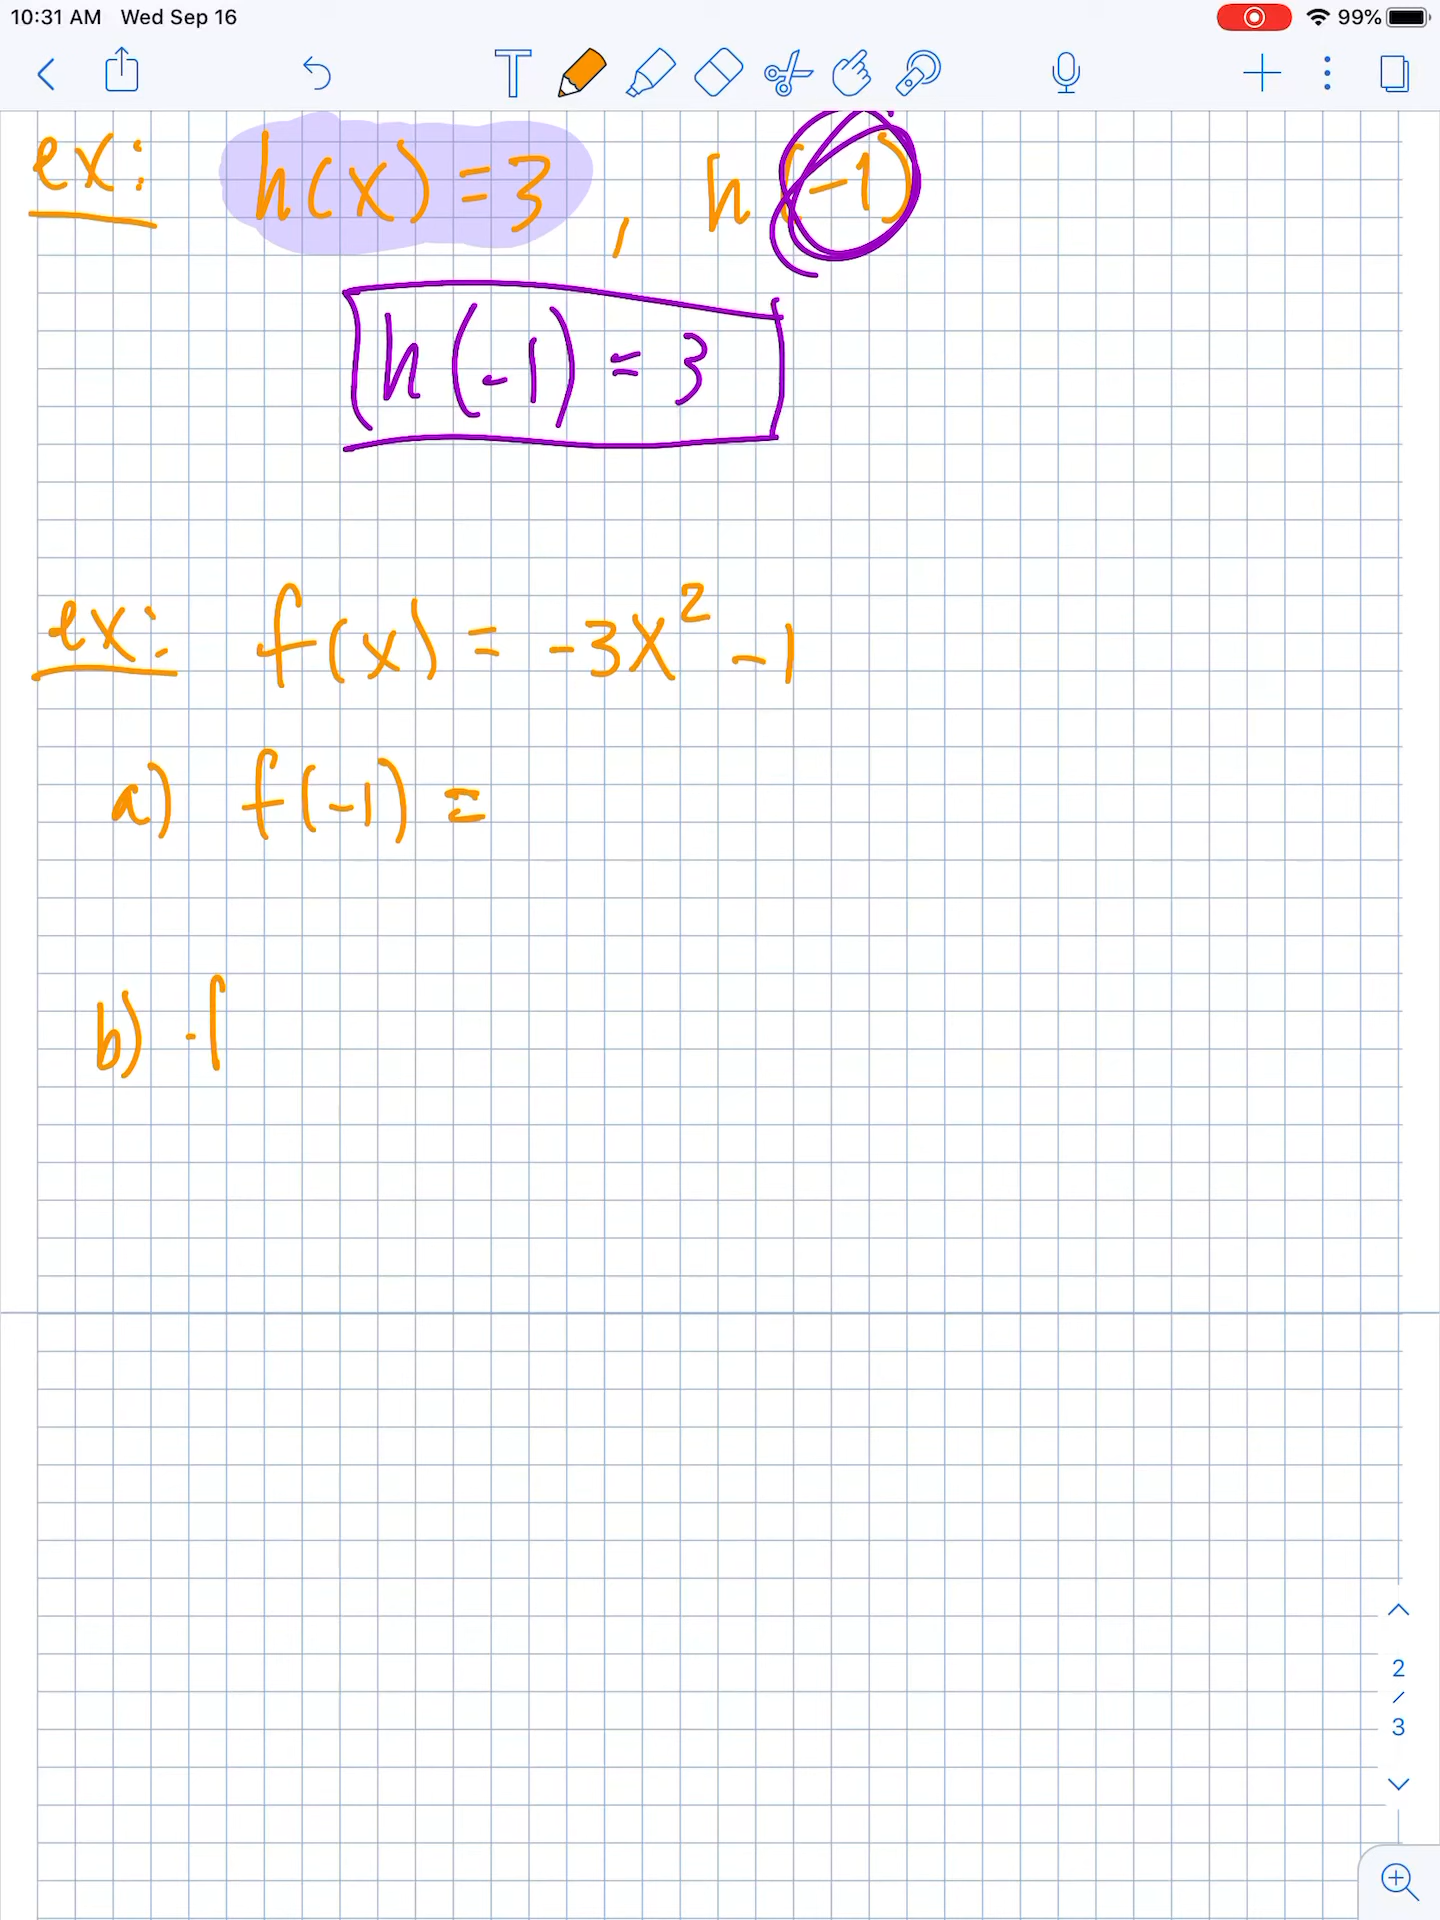 10:31 AM Wed Sep 16 99%
T
ex: h(x) = 3 , h(-1)
h(-1) = 3
ex: f(x) = -3x² - 1
a) f(-1) =
b) -f
2
/
3